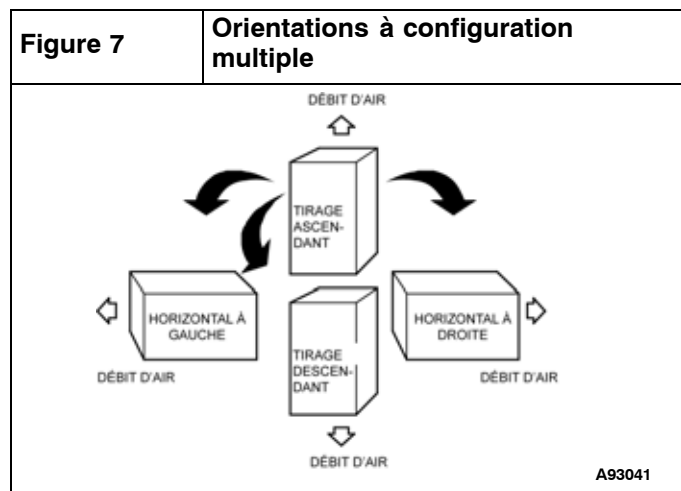 Figure 7
Orientations à configuration
multiple
DÉBIT D'AIR
TIRAGE
ASCEN-
DANT
HORIZONTAL À
GAUCHE
DÉBIT D'AIR
HORIZONTAL À
DROITE
DÉBIT D'AIR
TIRAGE
DESCEN-
DANT
DÉBIT D'AIR
A93041